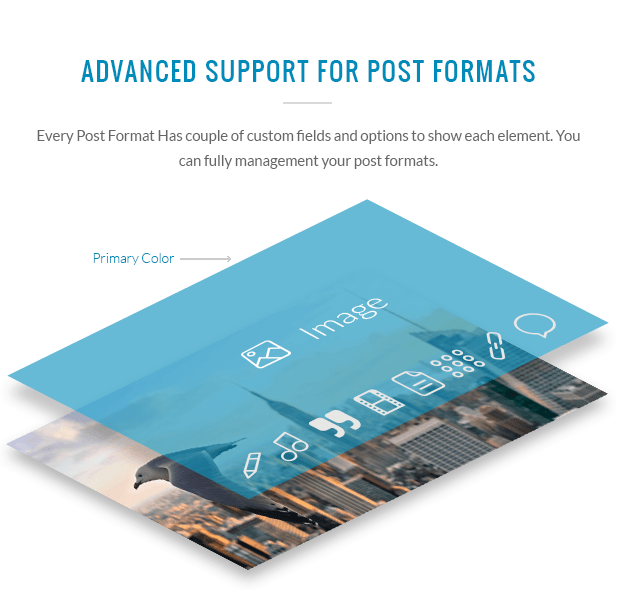 ADVANCED SUPPORT FOR POST FORMATS
Every Post Format Has couple of custom fields and options to show each element. You
can fully management your post formats.
Primary Color
Image